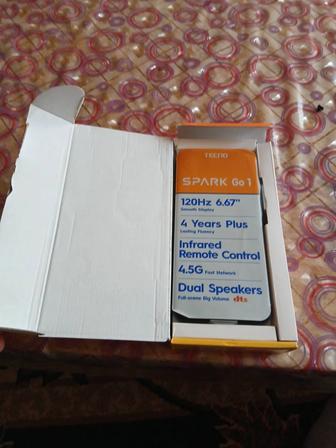 TECNO
SPARK Go 1
120Hz 6.67"
Smooth Display
4 Years Plus
Lasting Fluency
Infrared
Remote Control
4.5G Fast Network
Dual Speakers
Full-scene Big Volume dts